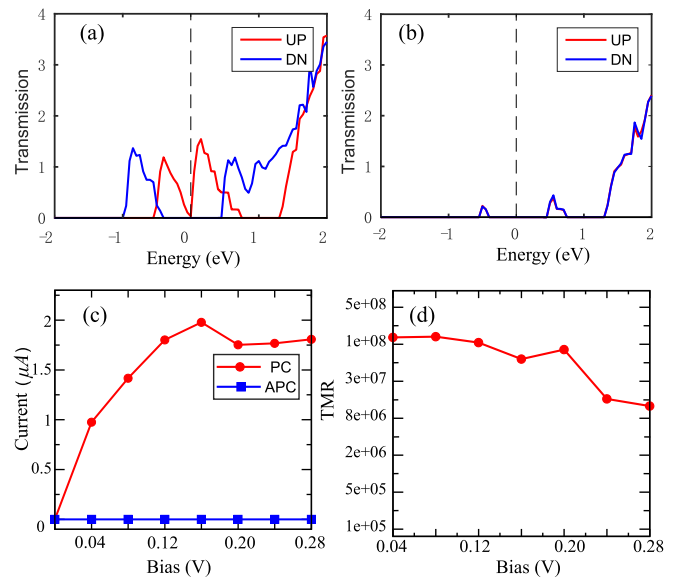 (a)
UP
DN
Transmission
4
3
2
1
0
-2
-1
0
1
2
Energy (eV)
(b)
UP
DN
Transmission
4
3
2
1
0
-2
-1
0
1
2
Energy (eV)
(c)
PC
APC
Current (μA)
2
1.5
1
0.5
0
0.04
0.12
0.20
0.28
Bias (V)
(d)
TMR
5e+08
1e+08
3e+07
8e+06
2e+06
5e+05
1e+05
0.04
0.12
0.20
0.28
Bias (V)